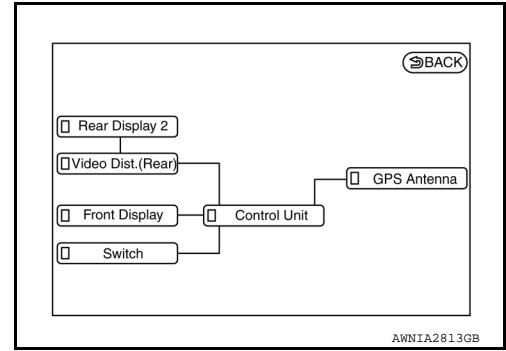 BACK
Rear Display 2
Video Dist.(Rear)
GPS Antenna
Front Display
Control Unit
Switch
AWNIA2813GB